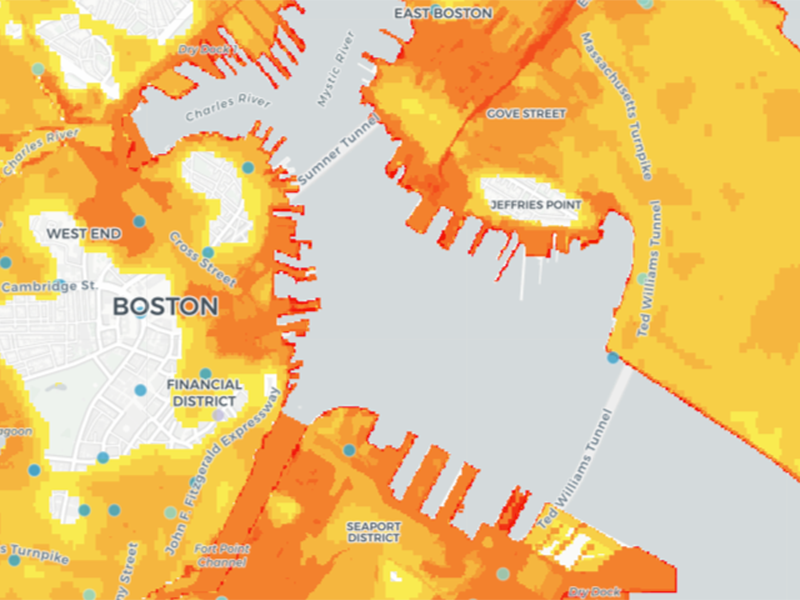 EAST BOSTON
Dry Dock 1
Mystic River
Charles River
Massachusetts Turnpike
GOVE STREET
Sumner Tunnel
Charles River
JEFFRIES POINT
WEST END
Cross Street
Ted Williams Tunnel
Cambridge St.
BOSTON
FINANCIAL
DISTRICT
John F. Fitzgerald Expressway
agoon
Ted Williams Tunnel
SEAPORT
DISTRICT
s Turnpike
Fort Point
Channel
ny Street
Dry Dock